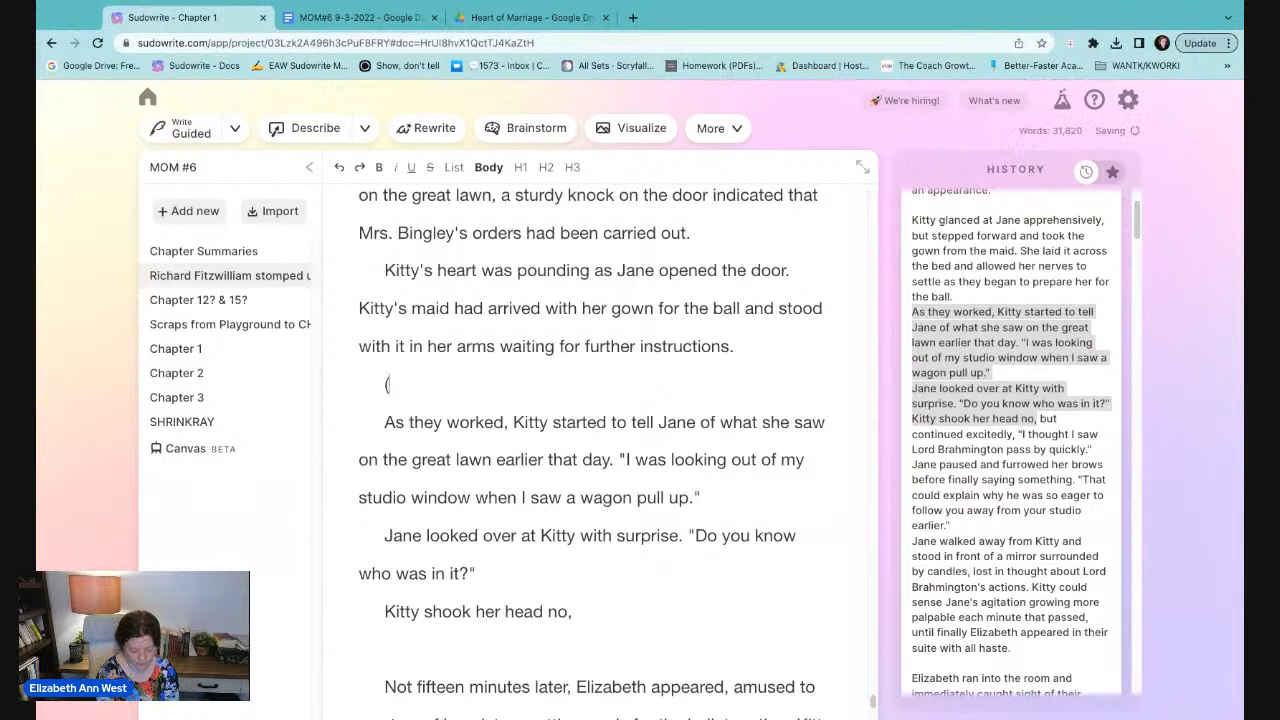 Sudowrite - Chapter 1
MOM#6 9-3-2022 - Google D
Heart of Marriage - Google Dr
sudowrite.com/app/project/03Lzk2A496h3cPuF8FRY#doc=HrUl8hvX1QctTJ4KaZtH
Update
Google Drive: Fre...
Sudowrite - Docs
EAW Sudowrite M...
Show, don't tell
1573 - Inbox | C...
All Sets · Scryfall...
Homework (PDFs)...
Dashboard | Host...
The Coach Growt...
Better-Faster Aca...
WANTK/KWORKI
»
We're hiring!
What's new
Write
Guided
Describe
Rewrite
Brainstorm
Visualize
More
Words: 31,820
Saving
MOM #6
B i U S List Body H1 H2 H3
HISTORY
+ Add new
Import
Chapter Summaries
Richard Fitzwilliam stomped u
Chapter 12? & 15?
Scraps from Playground to CH
Chapter 1
Chapter 2
Chapter 3
SHRINKRAY
Canvas BETA
on the great lawn, a sturdy knock on the door indicated that
Mrs. Bingley's orders had been carried out.
Kitty's heart was pounding as Jane opened the door.
Kitty's maid had arrived with her gown for the ball and stood
with it in her arms waiting for further instructions.
(
As they worked, Kitty started to tell Jane of what she saw
on the great lawn earlier that day. "I was looking out of my
studio window when I saw a wagon pull up."
Jane looked over at Kitty with surprise. "Do you know
who was in it?"
Kitty shook her head no,
Not fifteen minutes later, Elizabeth appeared, amused to
an appearance.
Kitty glanced at Jane apprehensively,
but stepped forward and took the
gown from the maid. She laid it across
the bed and allowed her nerves to
settle as they began to prepare her for
the ball.
As they worked, Kitty started to tell
Jane of what she saw on the great
lawn earlier that day. "I was looking
out of my studio window when I saw a
wagon pull up."
Jane looked over at Kitty with
surprise. "Do you know who was in it?"
Kitty shook her head no, but
continued excitedly, "I thought I saw
Lord Brahmington pass by quickly."
Jane paused and furrowed her brows
before finally saying something. "That
could explain why he was so eager to
follow you away from your studio
earlier."
Jane walked away from Kitty and
stood in front of a mirror surrounded
by candles, lost in thought about Lord
Brahmington's actions. Kitty could
sense Jane's agitation growing more
palpable each minute that passed,
until finally Elizabeth appeared in their
suite with all haste.
Elizabeth ran into the room and
immediately caught sight of their
Elizabeth Ann West